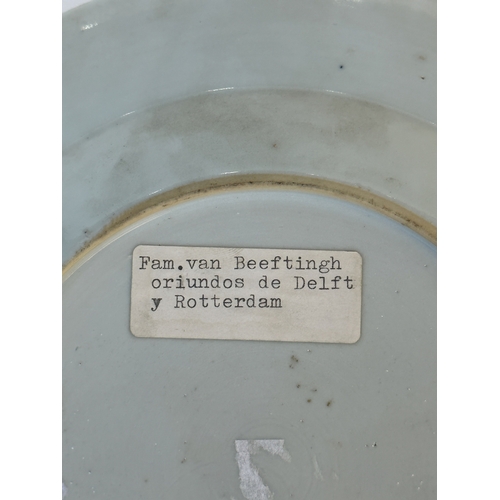 Fam.van Beeftingh
oriundos de Delft
y Rotterdam